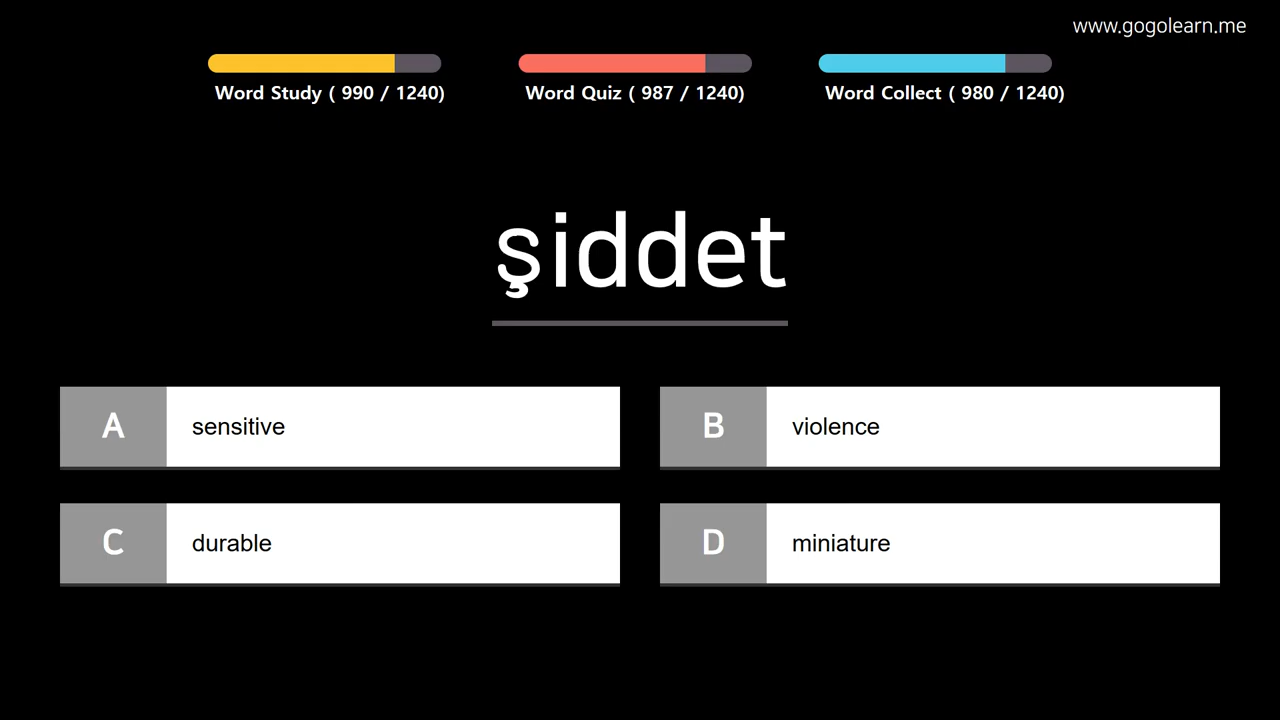 www.gogolearn.me
Word Study ( 990 / 1240)
Word Quiz ( 987 / 1240)
Word Collect ( 980 / 1240)
şiddet
A sensitive
B violence
C durable
D miniature